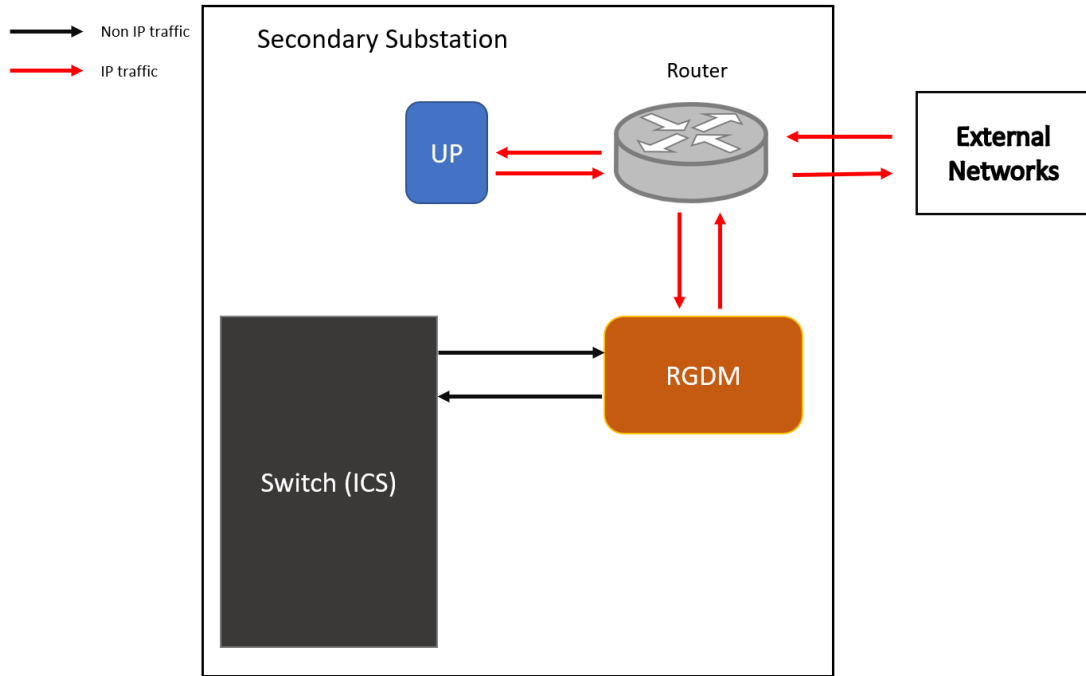 Non IP traffic
IP traffic
Secondary Substation
Router
UP
External
Networks
RGDM
Switch (ICS)